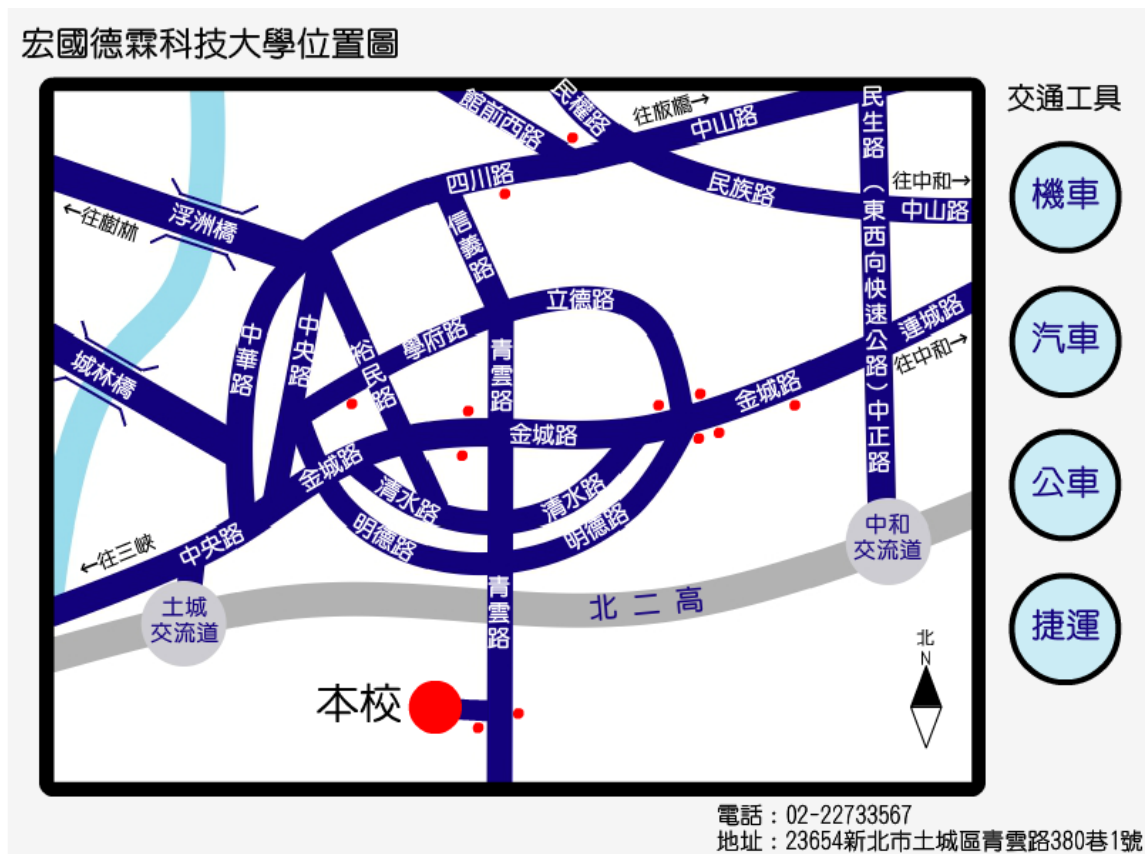 宏國德霖科技大學位置圖
交通工具
機車
汽車
公車
捷運
館前西路
民權路
往板橋→
中山路
民生路(東西向快速公路)中正路
四川路
民族路
往中和→
中山路
浮洲橋
←往樹林
信義路
立德路
連城路
往中和→
中華路
中央路
裕民路
學府路
青雲路
城林橋
金城路
金城路
金城路
清水路
清水路
明德路
明德路
中央路
←往三峽
中和
交流道
土城
交流道
青雲路
北二高
本校
北
N
電話:02-22733567
地址:23654新北市土城區青雲路380巷1號